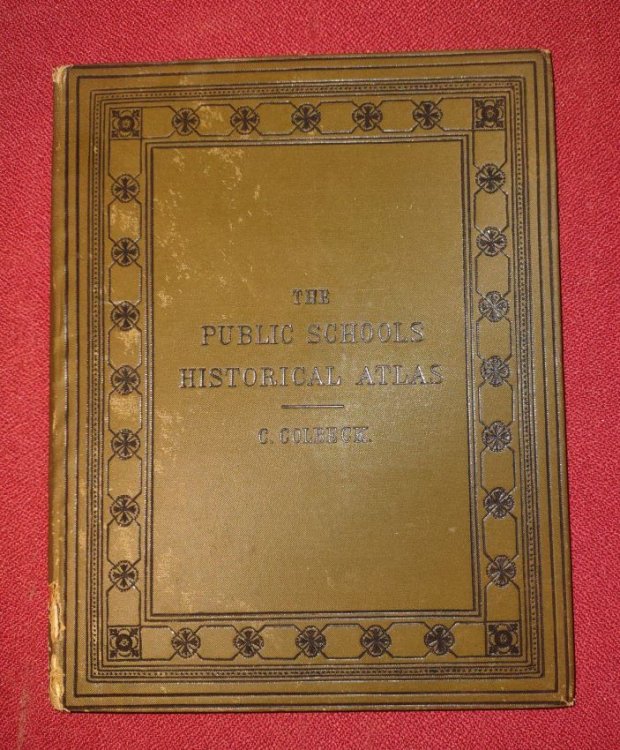 THE
PUBLIC SCHOOLS
HISTORICAL ATLAS
C. COLBECK.